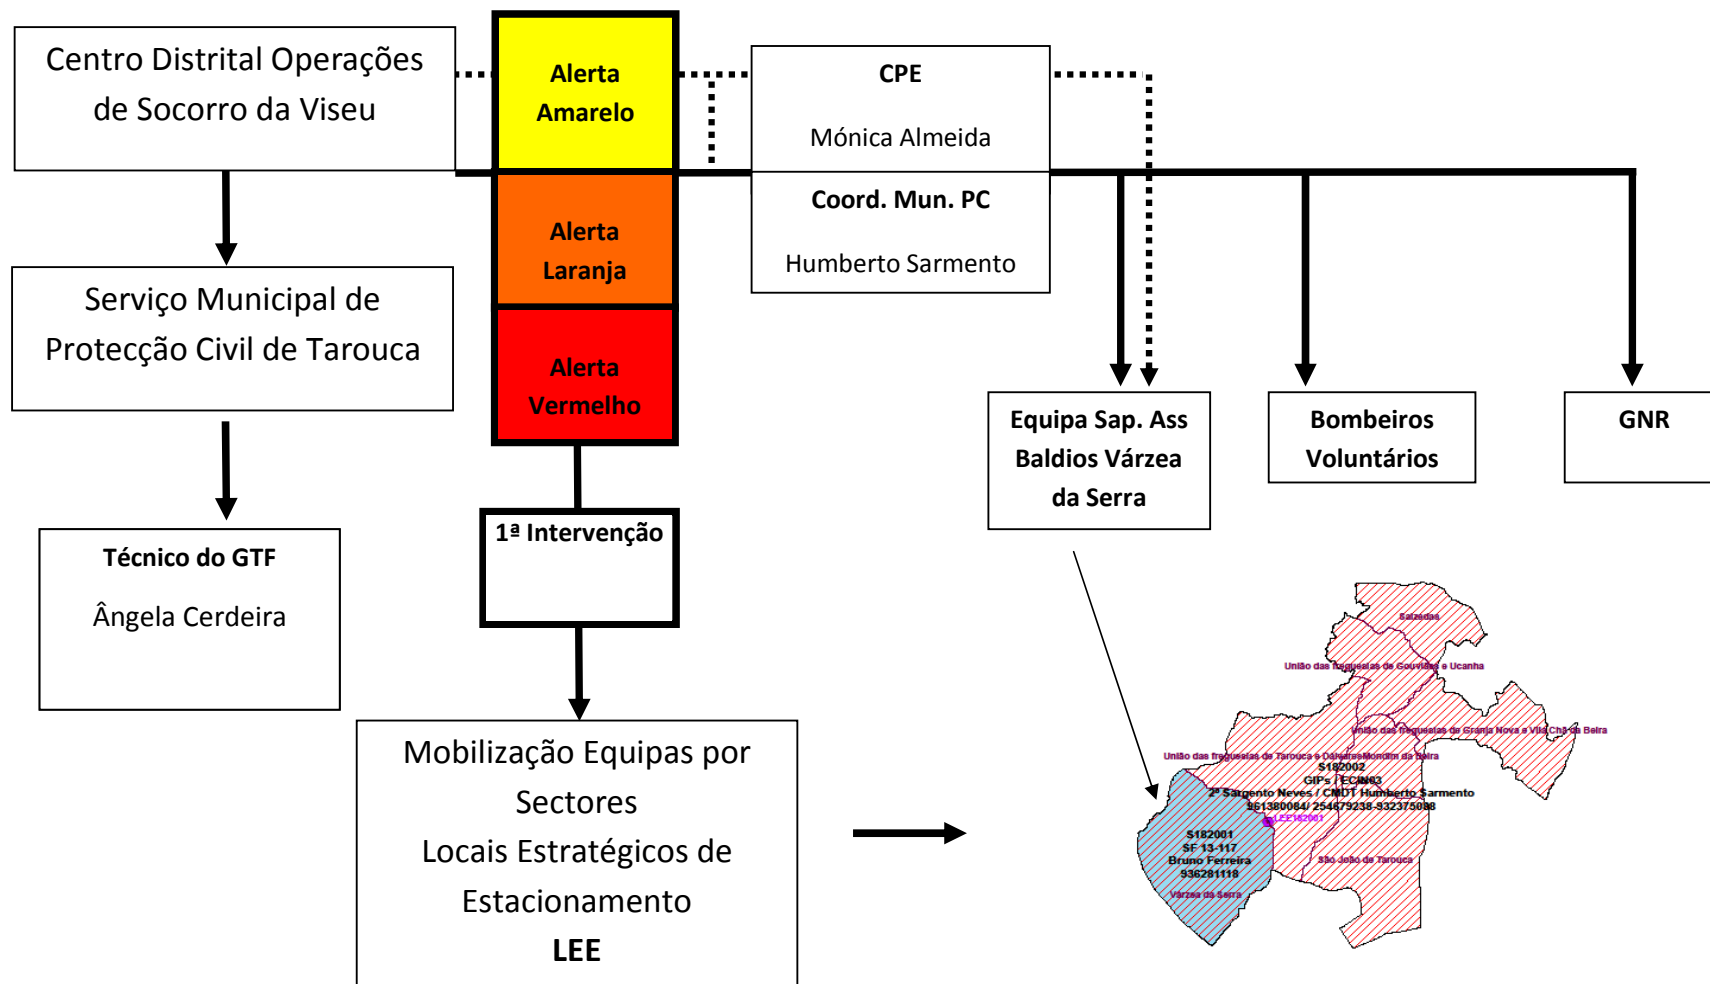 Centro Distrital Operações
de Socorro da Viseu
Alerta
Amarelo
CPE
Mónica Almeida
Alerta
Laranja
Coord. Mun. PC
Humberto Sarmento
Serviço Municipal de
Protecção Civil de Tarouca
Alerta
Vermelho
Equipa Sap. Ass
Baldios Várzea
da Serra
Bombeiros
Voluntários
GNR
1ª Intervenção
Técnico do GTF
Ângela Cerdeira
Mobilização Equipas por
Sectores
Locais Estratégicos de
Estacionamento
LEE
Salzedas
União das freguesias de Gouviães e Ucanha
União das freguesias de Granja Nova e Vila Chã da Beira
União das freguesias de Tarouca e Dálvares
Mondim da Beira
S182002
GIPs / ECIN03
2º Sargento Neves / CMDT Humberto Sarmento
961380084/ 254679238-932375088
LEE182001
S182001
SF 13-117
Bruno Ferreira
936281118
São João de Tarouca
Várzea da Serra